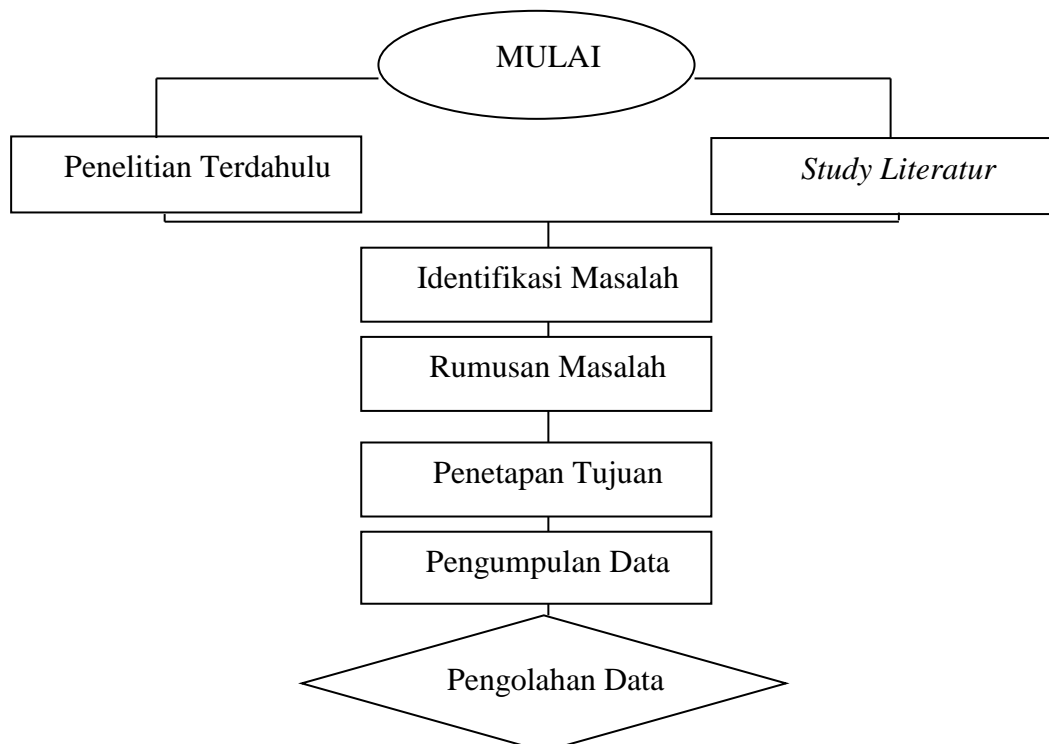 MULAI
Penelitian Terdahulu
Study Literatur
Identifikasi Masalah
Rumusan Masalah
Penetapan Tujuan
Pengumpulan Data
Pengolahan Data